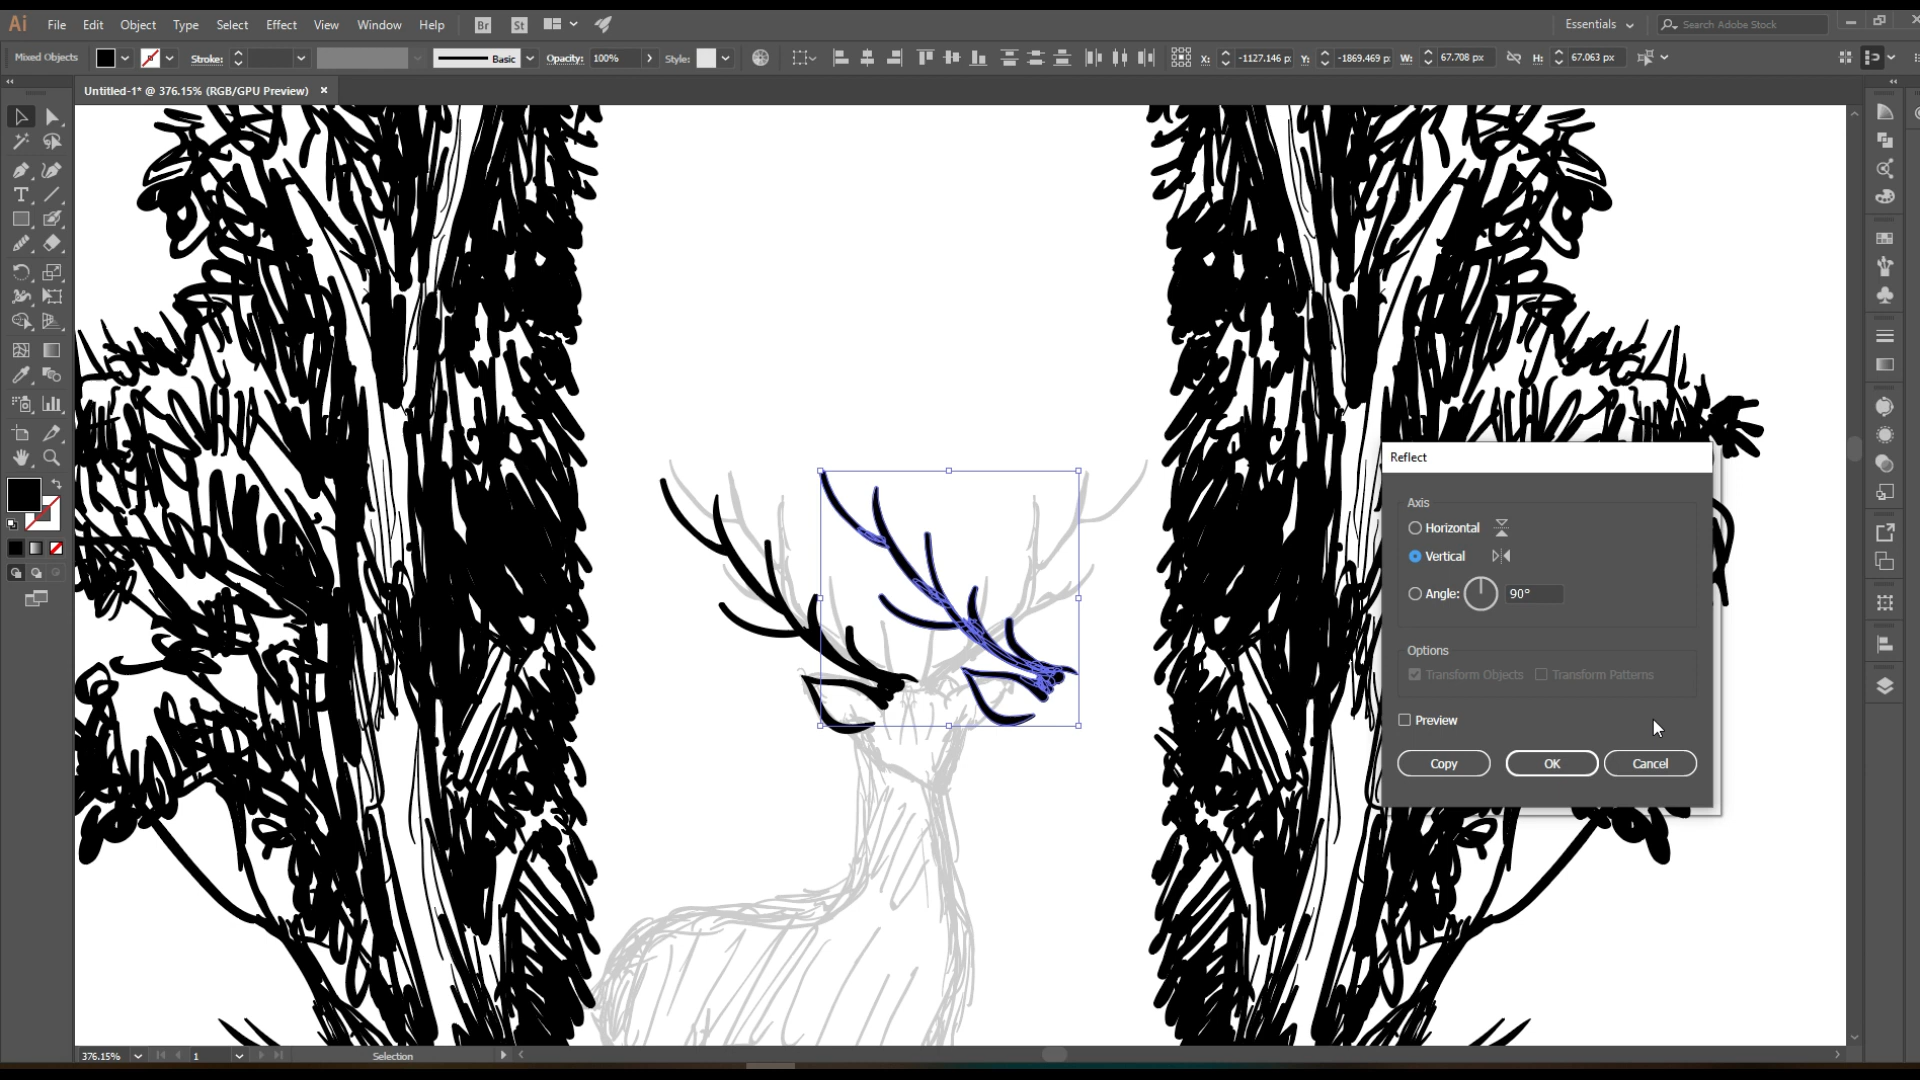 Ai File Edit Object Type Select Effect View Window Help Br St Essentials Search Adobe Stock
Mixed Objects Stroke: Basic Opacity: 100% Style: X: -1127.146 p Y: -1869.469 p W: 67.708 px H: 67.063 px
Untitled-1* @ 376.15% (RGB/GPU Preview) ×
Reflect
Axis
Horizontal
Vertical
Angle: 90°
Options
Transform Objects Transform Patterns
Preview
Copy OK Cancel
376.15% 1 Selection